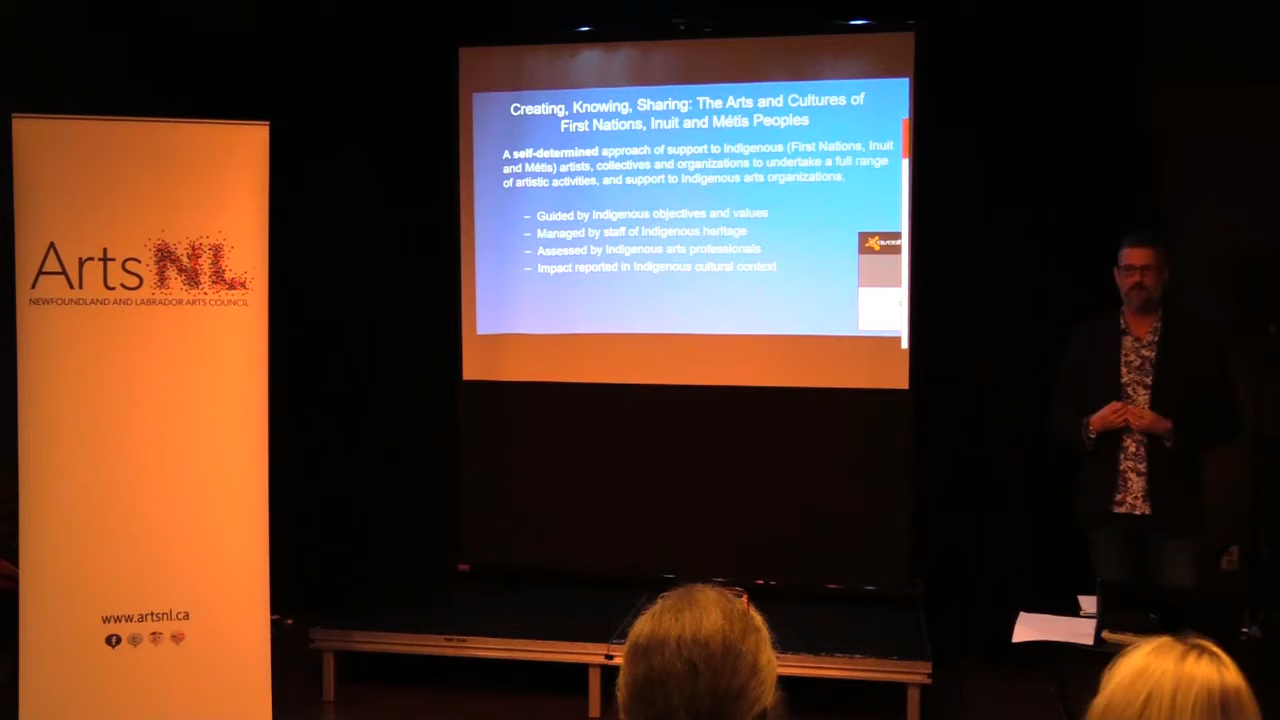 Arts NL
NEWFOUNDLAND AND LABRADOR ARTS COUNCIL
www.artsnl.ca
Creating, Knowing, Sharing: The Arts and Cultures of
First Nations, Inuit and Métis Peoples
A self-determined approach of support to Indigenous (First Nations, Inuit
and Métis) artists, collectives and organizations to undertake a full range
of artistic activities, and support to Indigenous arts organizations.
– Guided by Indigenous objectives and values
– Managed by staff of Indigenous heritage
– Assessed by Indigenous arts professionals
– Impact reported in Indigenous cultural context
avast